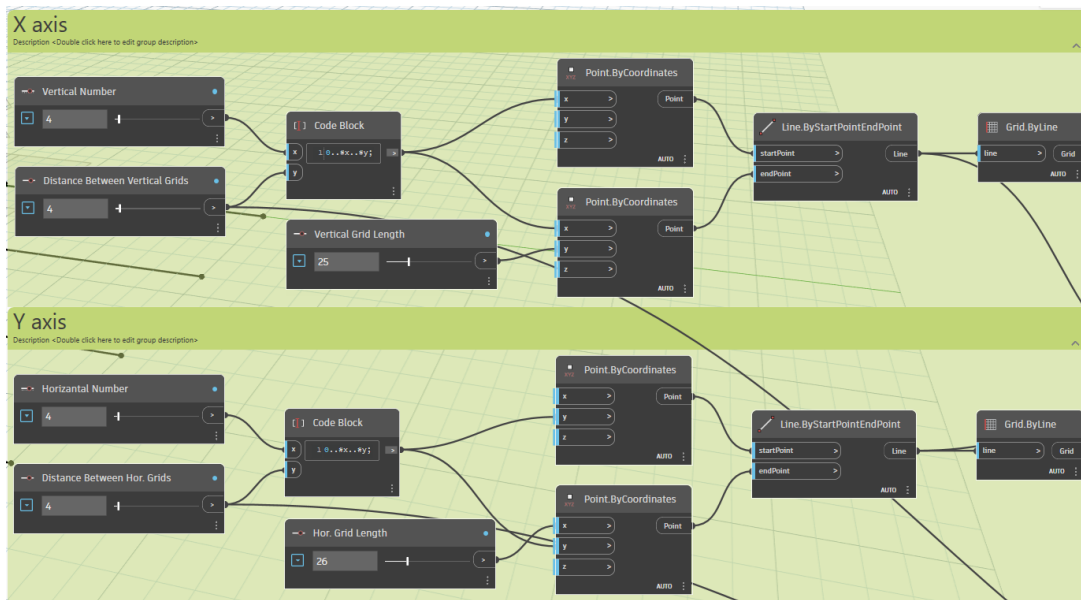 X axis
Description <Double click here to edit group description>
Vertical Number
4
>
Distance Between Vertical Grids
4
>
Code Block
x
y
1 0..#x..#y;
>
Vertical Grid Length
25
>
Point.ByCoordinates
x >
y >
z >
Point
AUTO
Point.ByCoordinates
x >
y >
z >
Point
AUTO
Line.ByStartPointEndPoint
startPoint >
endPoint >
Line
AUTO
Grid.ByLine
line >
Grid
AUTO
Y axis
Description <Double click here to edit group description>
Horizantal Number
4
>
Distance Between Hor. Grids
4
>
Code Block
x
y
1 0..#x..#y;
>
Hor. Grid Length
26
>
Point.ByCoordinates
x >
y >
z >
Point
AUTO
Point.ByCoordinates
x >
y >
z >
Point
AUTO
Line.ByStartPointEndPoint
startPoint >
endPoint >
Line
AUTO
Grid.ByLine
line >
Grid
AUTO